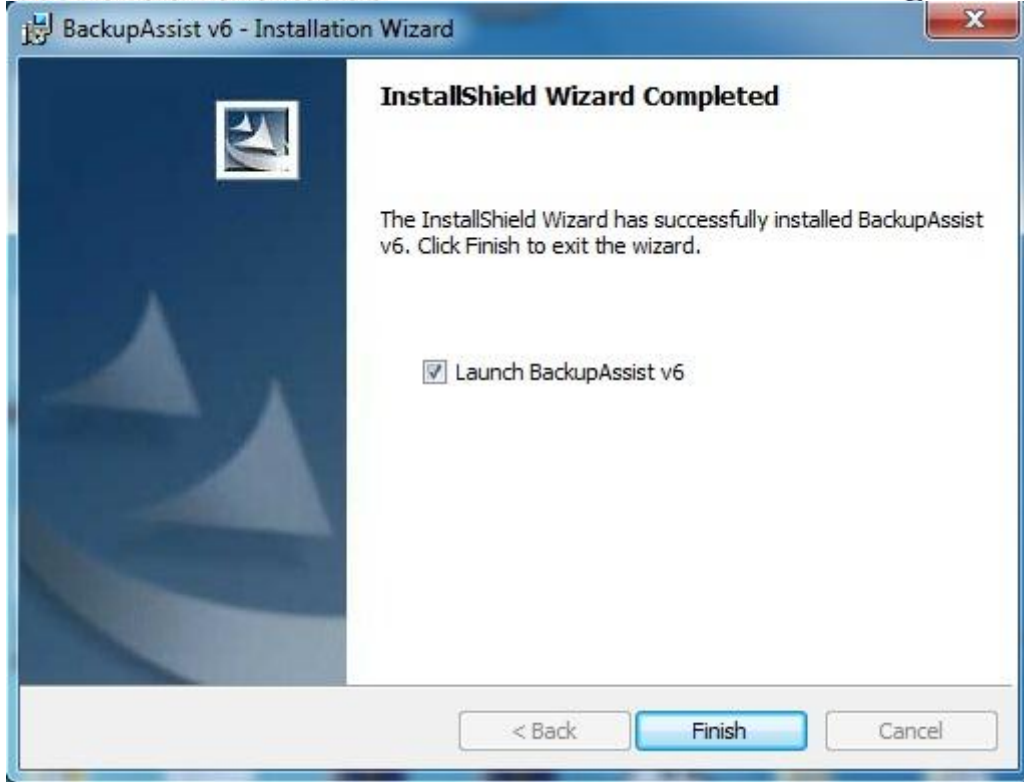 BackupAssist v6 - Installation Wizard
InstallShield Wizard Completed
The InstallShield Wizard has successfully installed BackupAssist
v6. Click Finish to exit the wizard.
Launch BackupAssist v6
< Back Finish Cancel